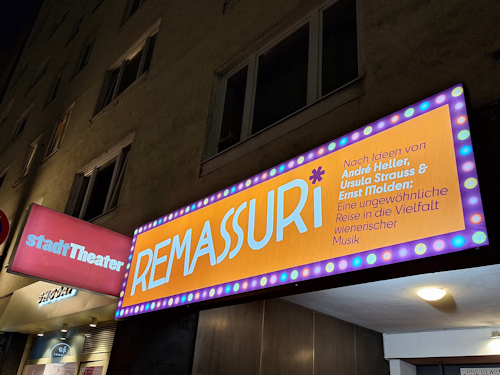 stadtTheater
REMASSURi*
Nach Ideen von
André Heller,
Ursula Strauss &
Ernst Molden:
Eine ungewöhnliche
Reise in die Vielfalt
wienerischer
Musik.